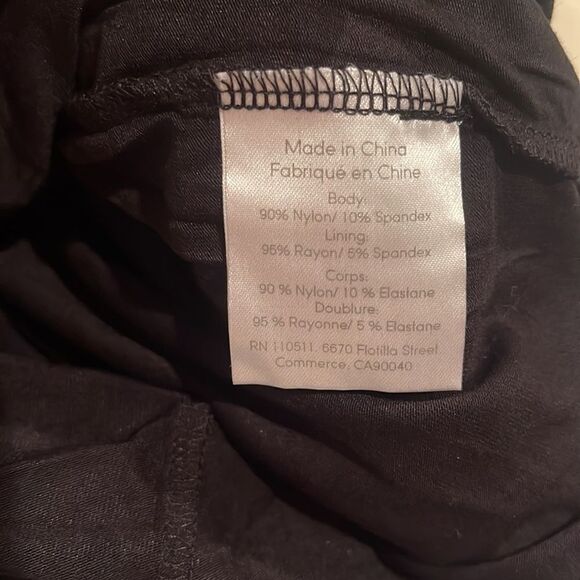 Made in China
Fabriqué en Chine
Body:
90% Nylon/ 10% Spandex
Lining:
95% Rayon/ 5% Spandex
Corps:
90 % Nylon/ 10 % Elastane
Doublure:
95 % Rayonne/ 5 % Elastane
RN 110511. 6670 Flotilla Street
Commerce, CA90040